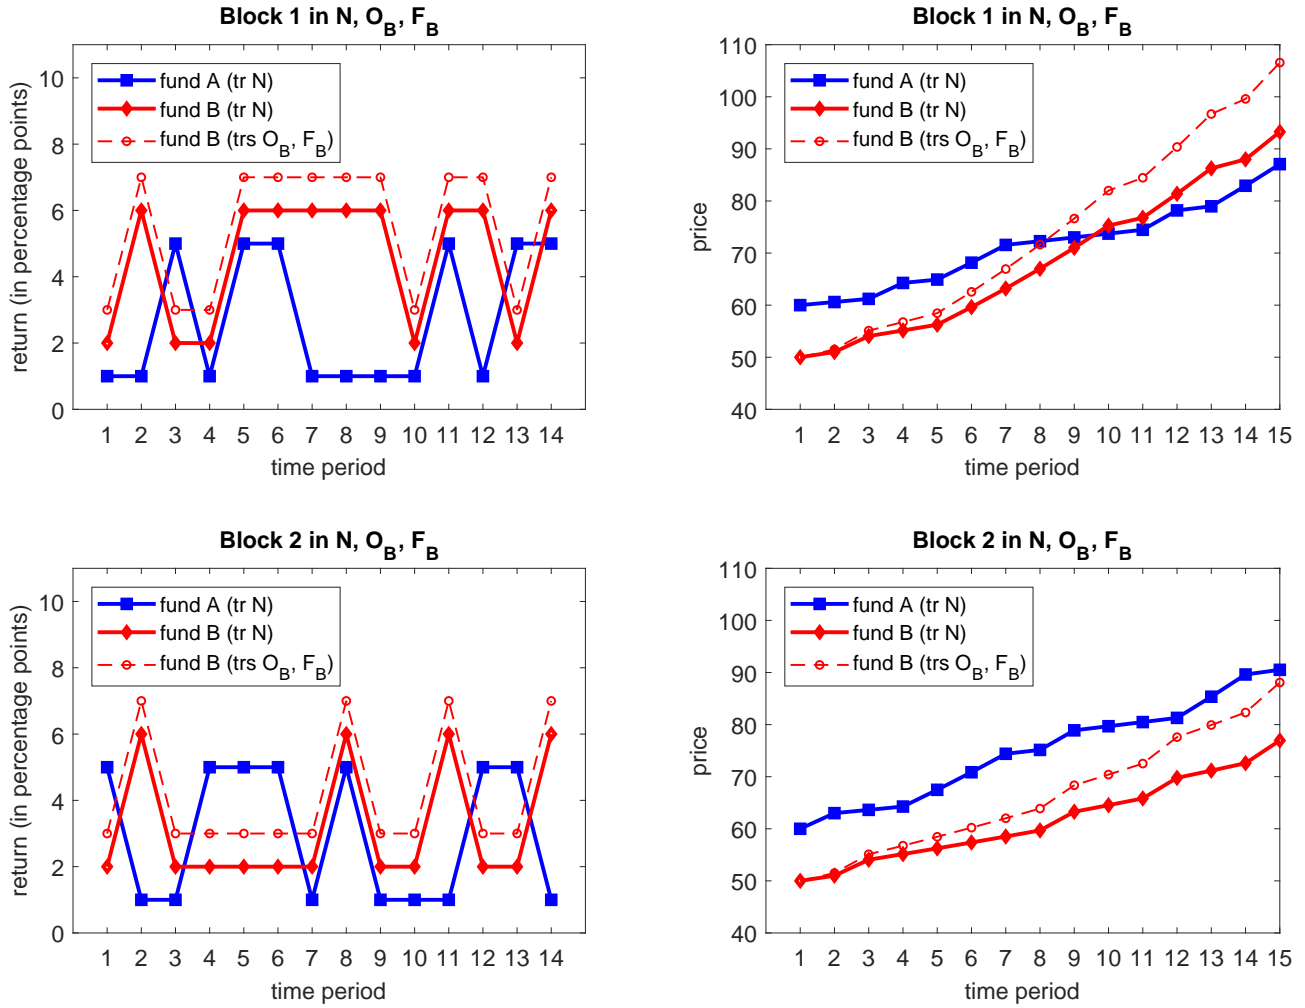 Block 1 in N, O_B, F_B
return (in percentage points)
10
8
6
4
2
0
fund A (tr N)
fund B (tr N)
fund B (trs O_B, F_B)
1 2 3 4 5 6 7 8 9 10 11 12 13 14
time period
Block 1 in N, O_B, F_B
price
110
100
90
80
70
60
50
40
fund A (tr N)
fund B (tr N)
fund B (trs O_B, F_B)
1 2 3 4 5 6 7 8 9 10 11 12 13 14 15
time period
Block 2 in N, O_B, F_B
return (in percentage points)
10
8
6
4
2
0
fund A (tr N)
fund B (tr N)
fund B (trs O_B, F_B)
1 2 3 4 5 6 7 8 9 10 11 12 13 14
time period
Block 2 in N, O_B, F_B
price
110
100
90
80
70
60
50
40
fund A (tr N)
fund B (tr N)
fund B (trs O_B, F_B)
1 2 3 4 5 6 7 8 9 10 11 12 13 14 15
time period